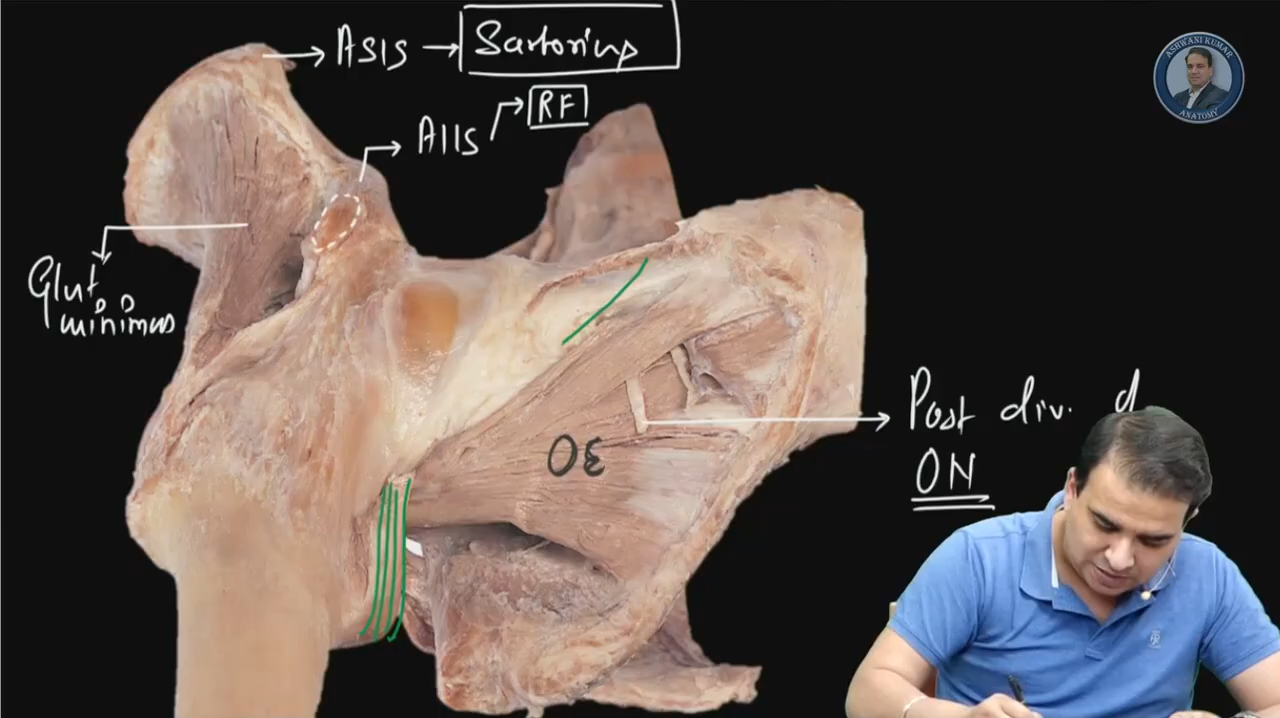 ASIS → Sartorius
AIIS → RF
Glut. minimus
Post div.
ON
OE
ASHWANI KUMAR
ANATOMY